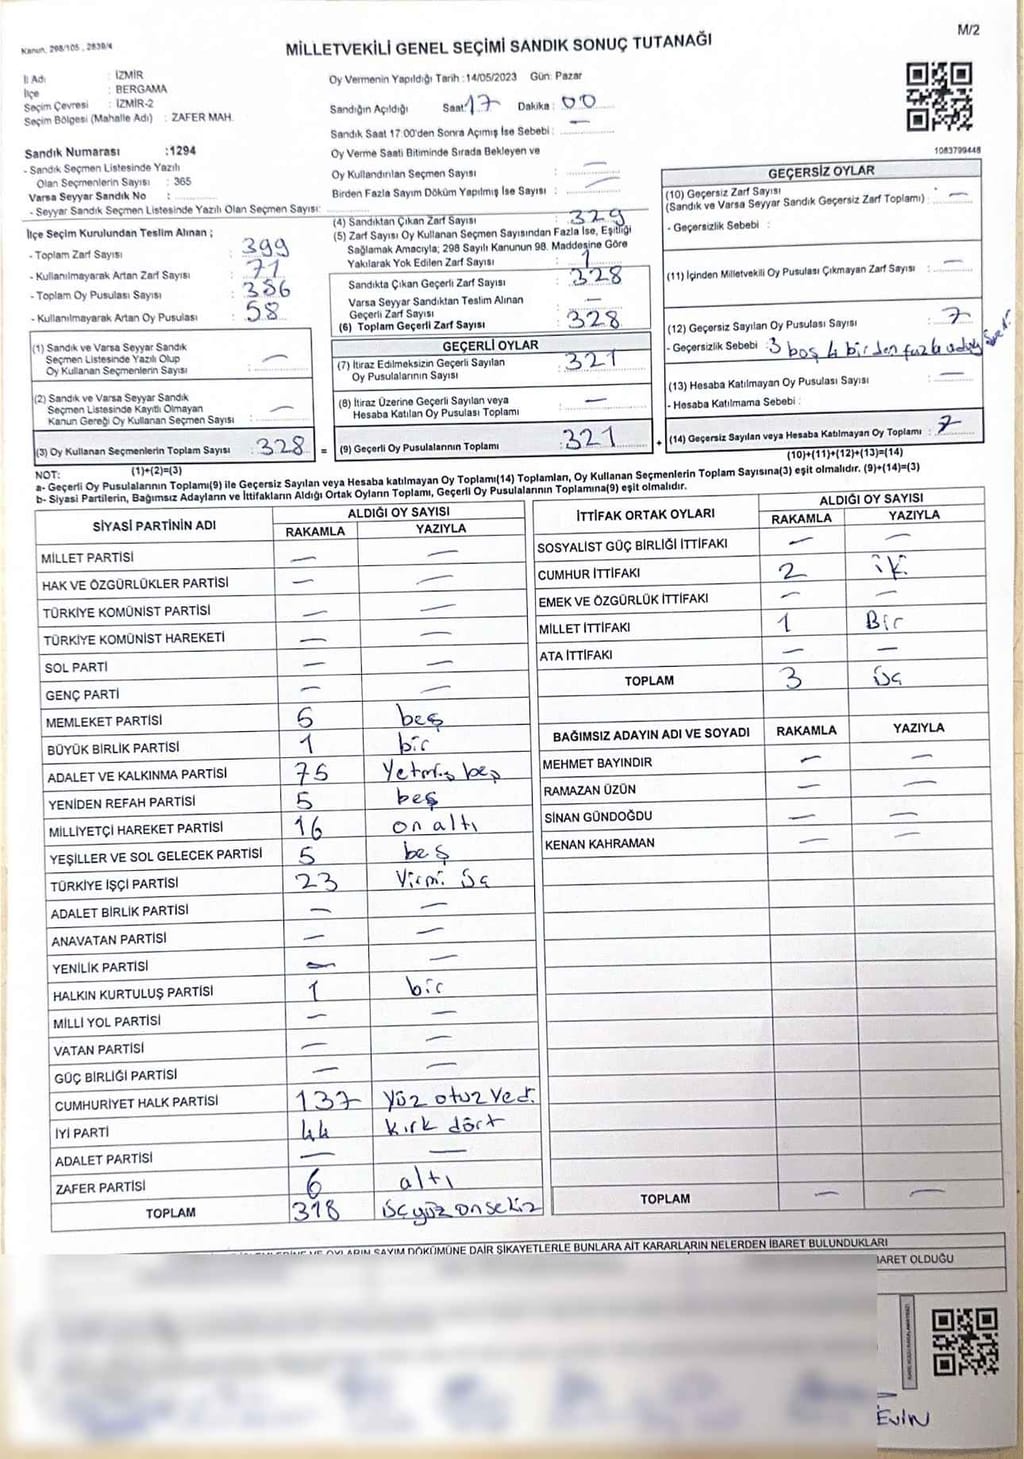 Kanun, 298/105 , 2839/4
MİLLETVEKİLİ GENEL SEÇİMİ SANDIK SONUÇ TUTANAĞI
M/2
İl Adı : İZMİR
İlçe : BERGAMA
Seçim Çevresi : İZMİR-2
Seçim Bölgesi (Mahalle Adı) : ZAFER MAH.
Sandık Numarası :1294
- Sandık Seçmen Listesinde Yazılı
Olan Seçmenlerin Sayısı : 365
Varsa Seyyar Sandık No :
- Seyyar Sandık Seçmen Listesinde Yazılı Olan Seçmen Sayısı:
Oy Vermenin Yapıldığı Tarih :14/05/2023 Gün: Pazar
Sandığın Açıldığı Saat: 17 Dakika : 00
Sandık Saat 17:00'den Sonra Açımış İse Sebebi : —
Oy Verme Saati Bitiminde Sırada Bekleyen ve
Oy Kullandırılan Seçmen Sayısı : —
Birden Fazla Sayım Döküm Yapılmış İse Sayısı : —
1083799448
İlçe Seçim Kurulundan Teslim Alınan ;
- Toplam Zarf Sayısı : 399
- Kullanılmayarak Artan Zarf Sayısı : 71
- Toplam Oy Pusulası Sayısı : 386
- Kullanılmayarak Artan Oy Pusulası : 58
(1) Sandık ve Varsa Seyyar Sandık
Seçmen Listesinde Yazılı Olup
Oy Kullanan Seçmenlerin Sayısı : —
(2) Sandık ve Varsa Seyyar Sandık
Seçmen Listesinde Kayıtlı Olmayan
Kanun Gereği Oy Kullanan Seçmen Sayısı : —
(3) Oy Kullanan Seçmenlerin Toplam Sayısı : 328 =
(1)+(2)=(3)
(4) Sandıktan Çıkan Zarf Sayısı : 329
(5) Zarf Sayısı Oy Kullanan Seçmen Sayısından Fazla İse, Eşitliği
Sağlamak Amacıyla; 298 Sayılı Kanunun 98. Maddesine Göre
Yakılarak Yok Edilen Zarf Sayısı : 1
Sandıkta Çıkan Geçerli Zarf Sayısı : 328
Varsa Seyyar Sandıktan Teslim Alınan
Geçerli Zarf Sayısı : —
(6) Toplam Geçerli Zarf Sayısı : 328
GEÇERLİ OYLAR
(7) İtiraz Edilmeksizin Geçerli Sayılan
Oy Pusulalarının Sayısı : 321
(8) İtiraz Üzerine Geçerli Sayılan veya
Hesaba Katılan Oy Pusulası Toplamı : —
(9) Geçerli Oy Pusulalarının Toplamı : 321 +
GEÇERSİZ OYLAR
(10) Geçersiz Zarf Sayısı
(Sandık ve Varsa Seyyar Sandık Geçersiz Zarf Toplamı) : —
- Geçersizlik Sebebi :
(11) İçinden Milletvekili Oy Pusulası Çıkmayan Zarf Sayısı : —
(12) Geçersiz Sayılan Oy Pusulası Sayısı : 7
- Geçersizlik Sebebi : 3 boş 4 birden fazla
(13) Hesaba Katılmayan Oy Pusulası Sayısı : —
- Hesaba Katılmama Sebebi :
(14) Geçersiz Sayılan veya Hesaba Katılmayan Oy Toplamı : 7
(10)+(11)+(12)+(13)=(14)
NOT:
a- Geçerli Oy Pusulalarının Toplamı(9) ile Geçersiz Sayılan veya Hesaba katılmayan Oy Toplamı(14) Toplamları, Oy Kullanan Seçmenlerin Toplam Sayısına(3) eşit olmalıdır. (9)+(14)=(3)
b- Siyasi Partilerin, Bağımsız Adayların ve İttifakların Aldığı Ortak Oyların Toplamı, Geçerli Oy Pusulalarının Toplamına(9) eşit olmalıdır.
SİYASİ PARTİNİN ADI ALDIĞI OY SAYISI
RAKAMLA YAZIYLA
MİLLET PARTİSİ — —
HAK VE ÖZGÜRLÜKLER PARTİSİ — —
TÜRKİYE KOMÜNİST PARTİSİ — —
TÜRKİYE KOMÜNİST HAREKETİ — —
SOL PARTİ — —
GENÇ PARTİ — —
MEMLEKET PARTİSİ 5 beş
BÜYÜK BİRLİK PARTİSİ 1 bir
ADALET VE KALKINMA PARTİSİ 75 Yetmiş beş
YENİDEN REFAH PARTİSİ 5 beş
MİLLİYETÇİ HAREKET PARTİSİ 16 on altı
YEŞİLLER VE SOL GELECEK PARTİSİ 5 beş
TÜRKİYE İŞÇİ PARTİSİ 23 Yirmi üç
ADALET BİRLİK PARTİSİ — —
ANAVATAN PARTİSİ — —
YENİLİK PARTİSİ — —
HALKIN KURTULUŞ PARTİSİ 1 bir
MİLLİ YOL PARTİSİ — —
VATAN PARTİSİ — —
GÜÇ BİRLİĞİ PARTİSİ — —
CUMHURİYET HALK PARTİSİ 137 Yüz otuz Yedi
İYİ PARTİ 44 Kırk dört
ADALET PARTİSİ — —
ZAFER PARTİSİ 6 altı
TOPLAM 318 üçyüz onsekiz
İTTİFAK ORTAK OYLARI ALDIĞI OY SAYISI
RAKAMLA YAZIYLA
SOSYALİST GÜÇ BİRLİĞİ İTTİFAKI — —
CUMHUR İTTİFAKI 2 iki
EMEK VE ÖZGÜRLÜK İTTİFAKI — —
MİLLET İTTİFAKI 1 Bir
ATA İTTİFAKI — —
TOPLAM 3 üç
BAĞIMSIZ ADAYIN ADI VE SOYADI RAKAMLA YAZIYLA
MEHMET BAYINDIR — —
RAMAZAN ÜZÜN — —
SİNAN GÜNDOĞDU — —
KENAN KAHRAMAN — —
TOPLAM — —
OYLARIN SAYIM DÖKÜMÜNE DAİR ŞİKAYETLERLE BUNLARA AİT KARARLARIN NELERDEN İBARET BULUNDUKLARI
İBARET OLDUĞU
EVİN